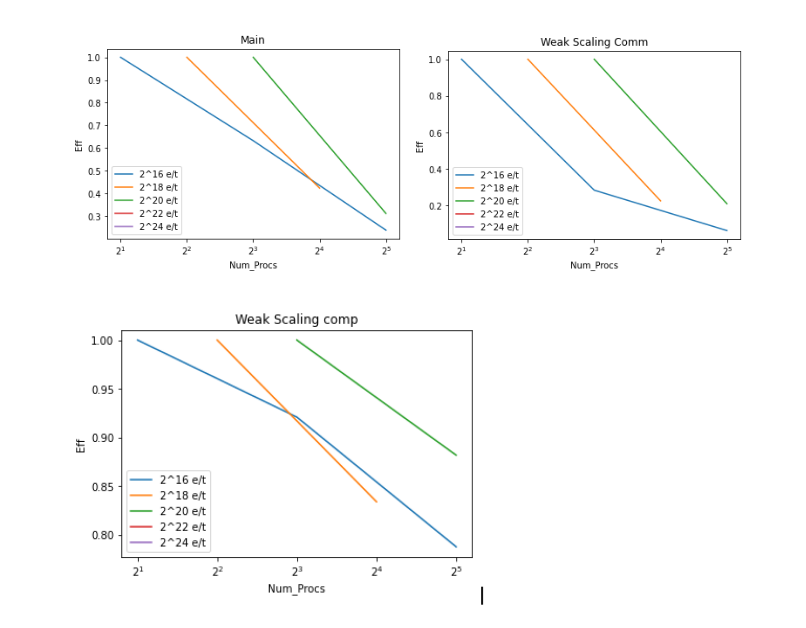 Main
Eff
1.0
0.9
0.8
0.7
0.6
0.5
0.4
0.3
2^16 e/t
2^18 e/t
2^20 e/t
2^22 e/t
2^24 e/t
2¹
2²
2³
2⁴
2⁵
Num_Procs
Weak Scaling Comm
Eff
1.0
0.8
0.6
0.4
0.2
2^16 e/t
2^18 e/t
2^20 e/t
2^22 e/t
2^24 e/t
2¹
2²
2³
2⁴
2⁵
Num_Procs
Weak Scaling comp
Eff
1.00
0.95
0.90
0.85
0.80
2^16 e/t
2^18 e/t
2^20 e/t
2^22 e/t
2^24 e/t
2¹
2²
2³
2⁴
2⁵
Num_Procs